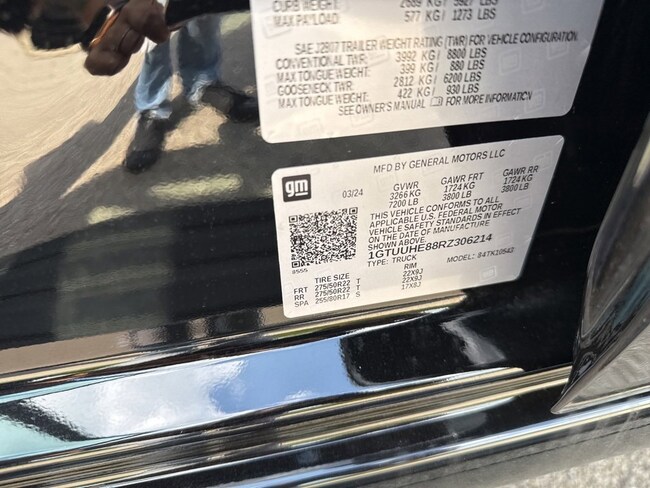 CURB WEIGHT: 2689 KG / 5927 LBS
MAX PAYLOAD: 577 KG / 1273 LBS
SAE J2807 TRAILER WEIGHT RATING (TWR) FOR VEHICLE CONFIGURATION
CONVENTIONAL TWR: 3992 KG / 8800 LBS
MAX TONGUE WEIGHT: 399 KG / 880 LBS
GOOSENECK TWR: 2812 KG / 6200 LBS
MAX TONGUE WEIGHT: 422 KG / 930 LBS
SEE OWNER'S MANUAL FOR MORE INFORMATION
gm
MFD BY GENERAL MOTORS LLC
03/24 GVWR GAWR FRT GAWR RR
3266 KG 1724 KG 1724 KG
7200 LB 3800 LB 3800 LB
THIS VEHICLE CONFORMS TO ALL
APPLICABLE U.S. FEDERAL MOTOR
VEHICLE SAFETY STANDARDS IN EFFECT
ON THE DATE OF MANUFACTURE
SHOWN ABOVE.
1GTUUHE88RZ306214
TYPE: TRUCK MODEL: 84TK10543
8555
TIRE SIZE RIM
FRT 275/50R22 T 22X9J
RR 275/50R22 T 22X9J
SPA 255/80R17 S 17X8J